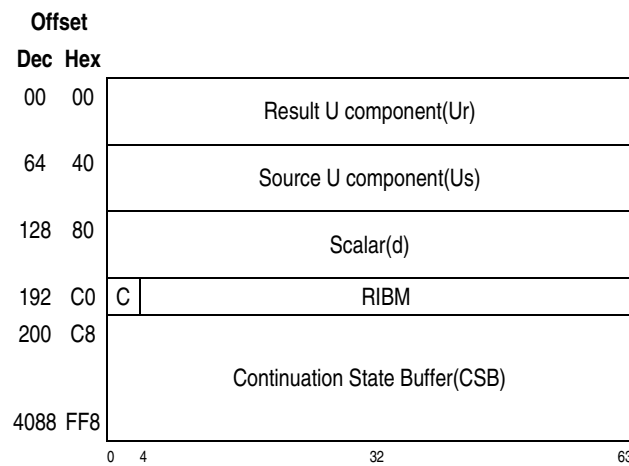 Offset
Dec Hex
00 00 Result U component(Ur)
64 40 Source U component(Us)
128 80 Scalar(d)
192 C0 C RIBM
200 C8
Continuation State Buffer(CSB)
4088 FF8
0 4 32 63